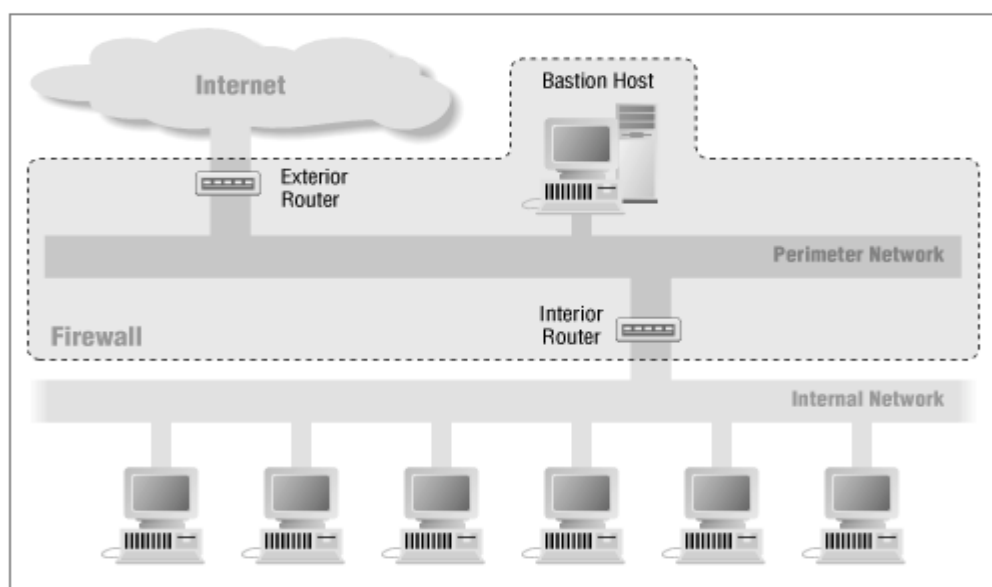 Internet
Bastion Host
Exterior
Router
Perimeter Network
Interior
Router
Firewall
Internal Network